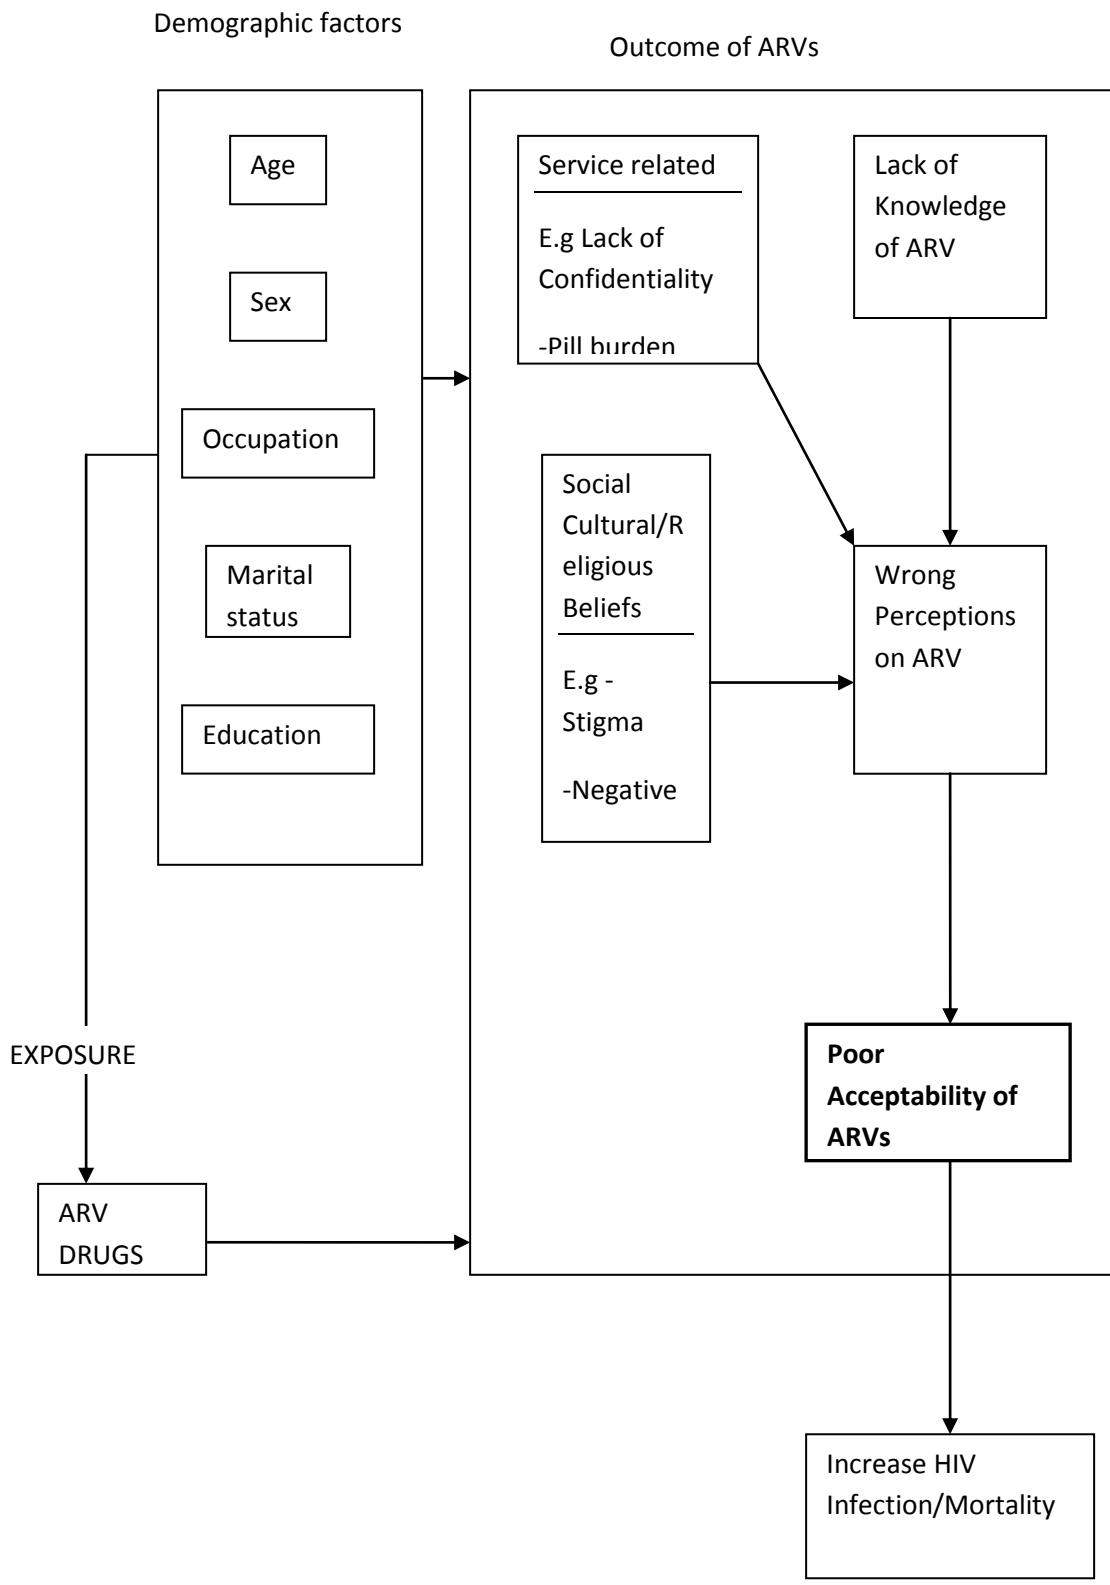 Demographic factors
Outcome of ARVs
Age
Sex
Occupation
Marital
status
Education
Service related
E.g Lack of
Confidentiality
-Pill burden
Lack of
Knowledge
of ARV
Social
Cultural/R
eligious
Beliefs
E.g -
Stigma
-Negative
Wrong
Perceptions
on ARV
Poor
Acceptability of
ARVs
EXPOSURE
ARV
DRUGS
Increase HIV
Infection/Mortality